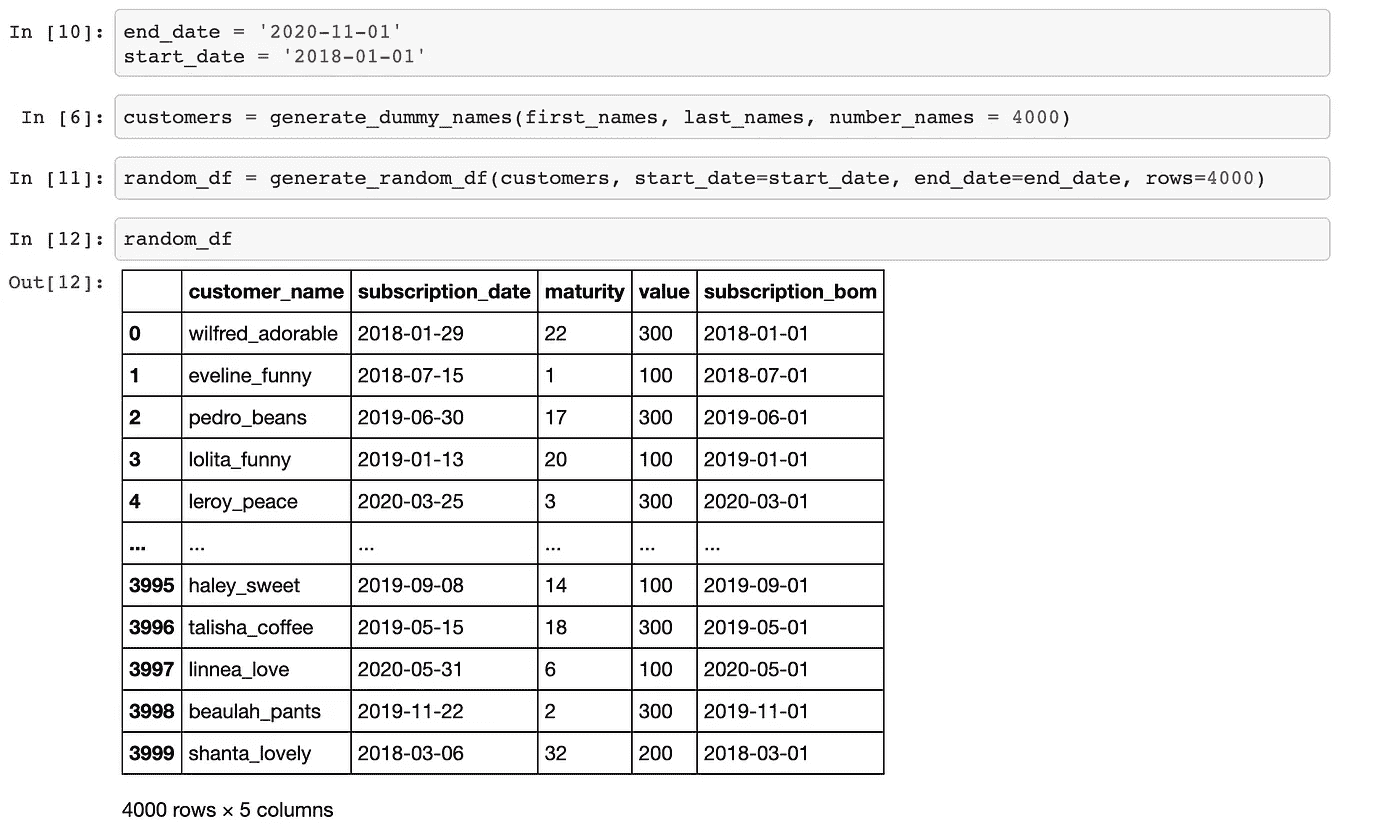 In [10]: end_date = '2020-11-01'
start_date = '2018-01-01'
In [6]: customers = generate_dummy_names(first_names, last_names, number_names = 4000)
In [11]: random_df = generate_random_df(customers, start_date=start_date, end_date=end_date, rows=4000)
In [12]: random_df
Out[12]:
customer_name subscription_date maturity value subscription_bom
0 wilfred_adorable 2018-01-29 22 300 2018-01-01
1 eveline_funny 2018-07-15 1 100 2018-07-01
2 pedro_beans 2019-06-30 17 300 2019-06-01
3 lolita_funny 2019-01-13 20 100 2019-01-01
4 leroy_peace 2020-03-25 3 300 2020-03-01
... ... ... ... ... ...
3995 haley_sweet 2019-09-08 14 100 2019-09-01
3996 talisha_coffee 2019-05-15 18 300 2019-05-01
3997 linnea_love 2020-05-31 6 100 2020-05-01
3998 beaulah_pants 2019-11-22 2 300 2019-11-01
3999 shanta_lovely 2018-03-06 32 200 2018-03-01
4000 rows × 5 columns